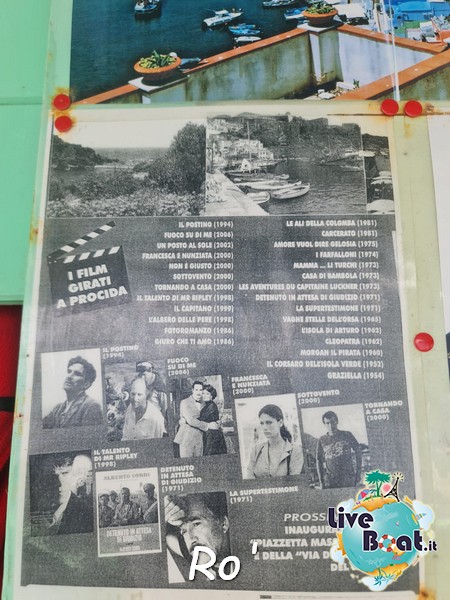 I FILM
GIRATI
A PROCIDA
IL POSTINO (1994)
FUOCO SU DI ME (2006)
UN POSTO AL SOLE (2002)
FRANCESCA E NUNZIATA (2000)
NON È GIUSTO (2000)
SOTTOVENTO (2000)
TORNANDO A CASA (2000)
IL TALENTO DI MR RIPLEY (1998)
IL CAPITANO (1990)
L'ALBERO DELLE PERE (1998)
FOTOROMANZO (1986)
GIURO CHE TI AMO (1986)
LE ALI DELLA COLOMBA (1981)
CARCERATO (1981)
AMORE VUOL DIRE GELOSIA (1975)
I FARFALLONI (1974)
MAMMA ... LI TURCHI (1973)
CASA DI BAMBOLA (1973)
LES AVENTURES DU CAPITAINE LUCKNER (1973)
DETENUTO IN ATTESA DI GIUDIZIO (1971)
LA SUPERTESTIMONE (1971)
VAGHE STELLE DELL'ORSA (1965)
L'ISOLA DI ARTURO (1962)
CLEOPATRA (1962)
MORGAN IL PIRATA (1960)
IL CORSARO DELL'ISOLA VERDE (1952)
GRAZIELLA (1954)
IL POSTINO
(1994)
FUOCO
SU DI ME
(2006)
FRANCESCA
E NUNZIATA
(2000)
SOTTOVENTO
(2000)
TORNANDO
A CASA
(2000)
IL TALENTO
DI MR RIPLEY
(1998)
ALBERTO SORDI
DETENUTO IN ATTESA
DI GIUDIZIO
DETENUTO
IN ATTESA
DI GIUDIZIO
(1971)
LA SUPERTESTIMONE
(1971)
PROSS
INAUGURA
PIAZZETTA MAS
E DELLA "VIA D
DEL
Live
Boat.it
Ro'